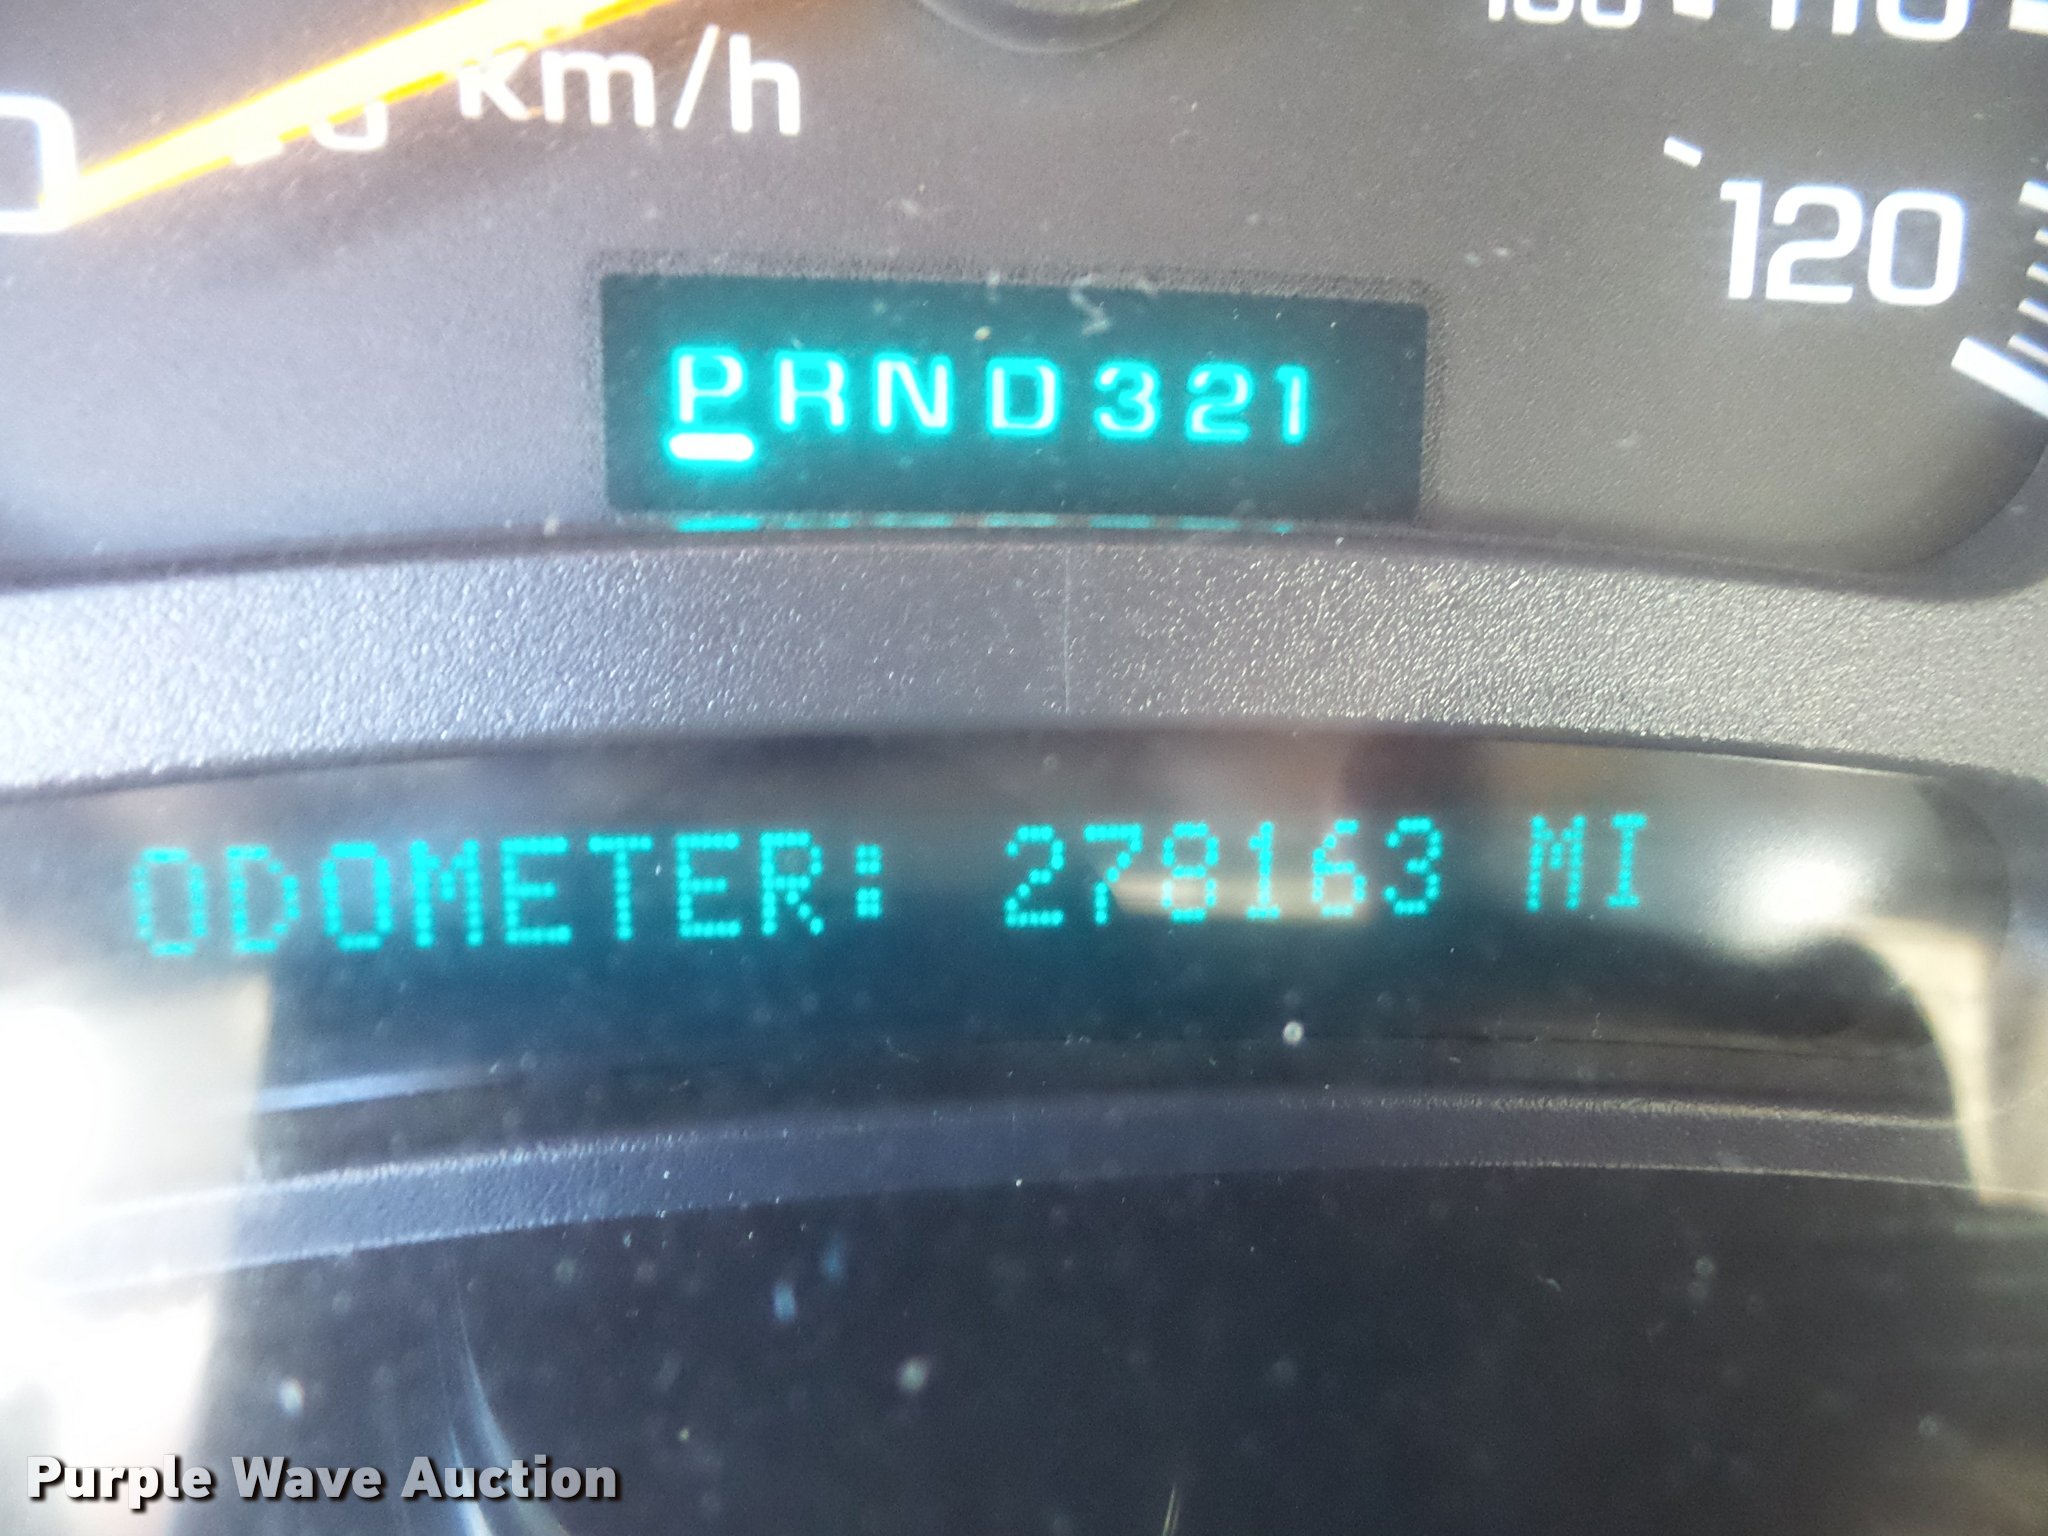 km/h
120
PRND321
ODOMETER: 278163 MI
Purple Wave Auction